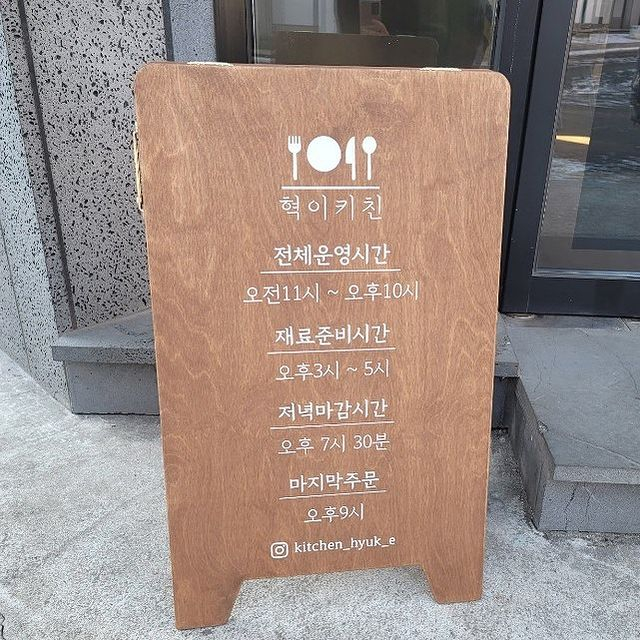 혁이키친
전체운영시간
오전11시 ~ 오후10시
재료준비시간
오후3시 ~ 5시
저녁마감시간
오후 7시 30분
마지막주문
오후9시
kitchen_hyuk_e